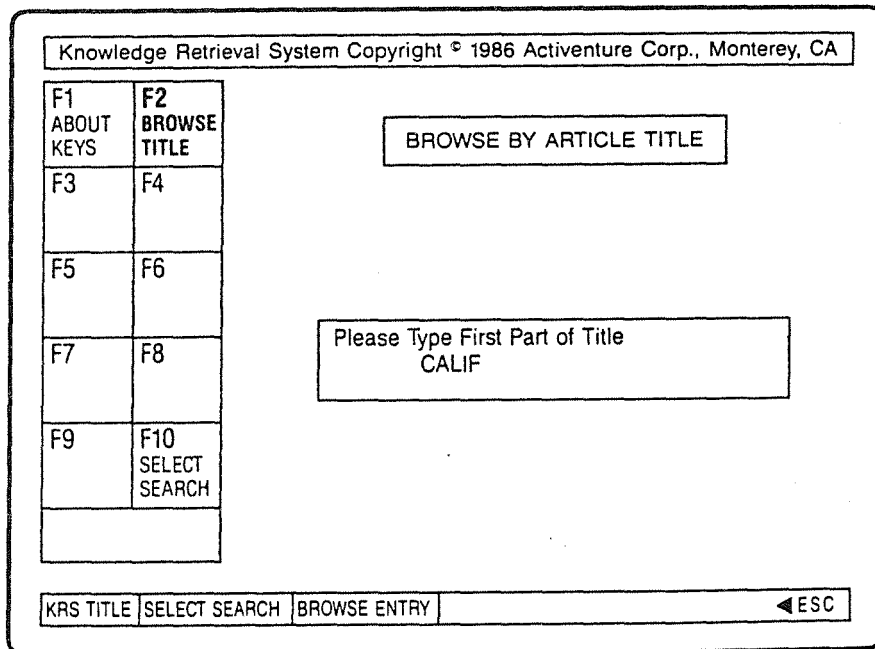 Knowledge Retrieval System Copyright © 1986 Activenture Corp., Monterey, CA
F1 F2
ABOUT BROWSE
KEYS TITLE
BROWSE BY ARTICLE TITLE
F3 F4
F5 F6
Please Type First Part of Title
CALIF
F7 F8
F9 F10
SELECT
SEARCH
KRS TITLE SELECT SEARCH BROWSE ENTRY ◀ESC